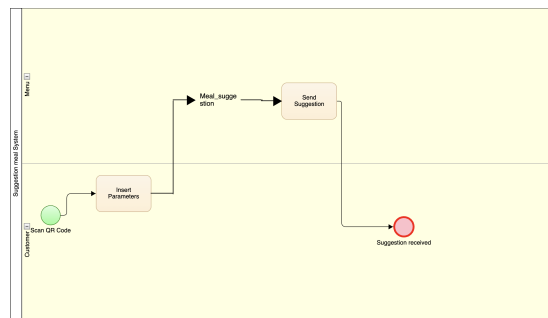 Suggestion meal System
Menu
Meal_sugge
stion
Send
Suggestion
Customer
Scan QR Code
Insert
Parameters
Suggestion received